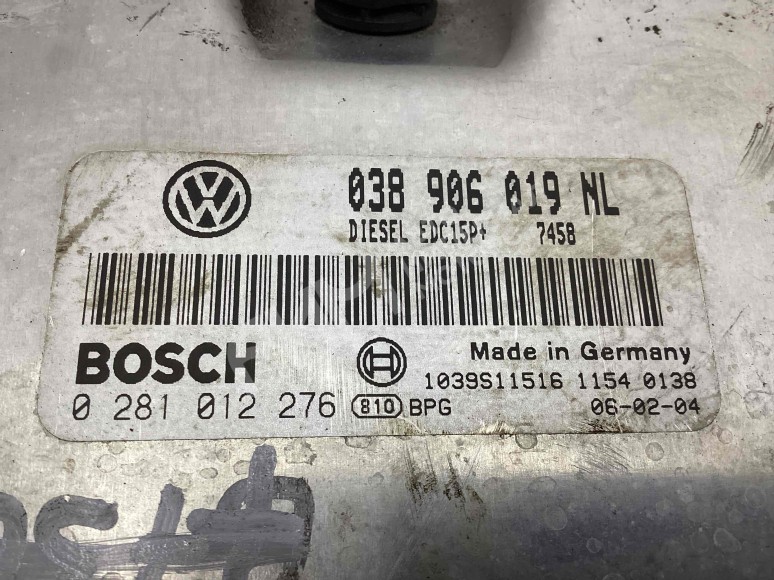 038 906 019 NL
DIESEL EDC15P+ 7458
BOSCH
Made in Germany
1039S11516 1154 0138
0 281 012 276 810 BPG 06-02-04